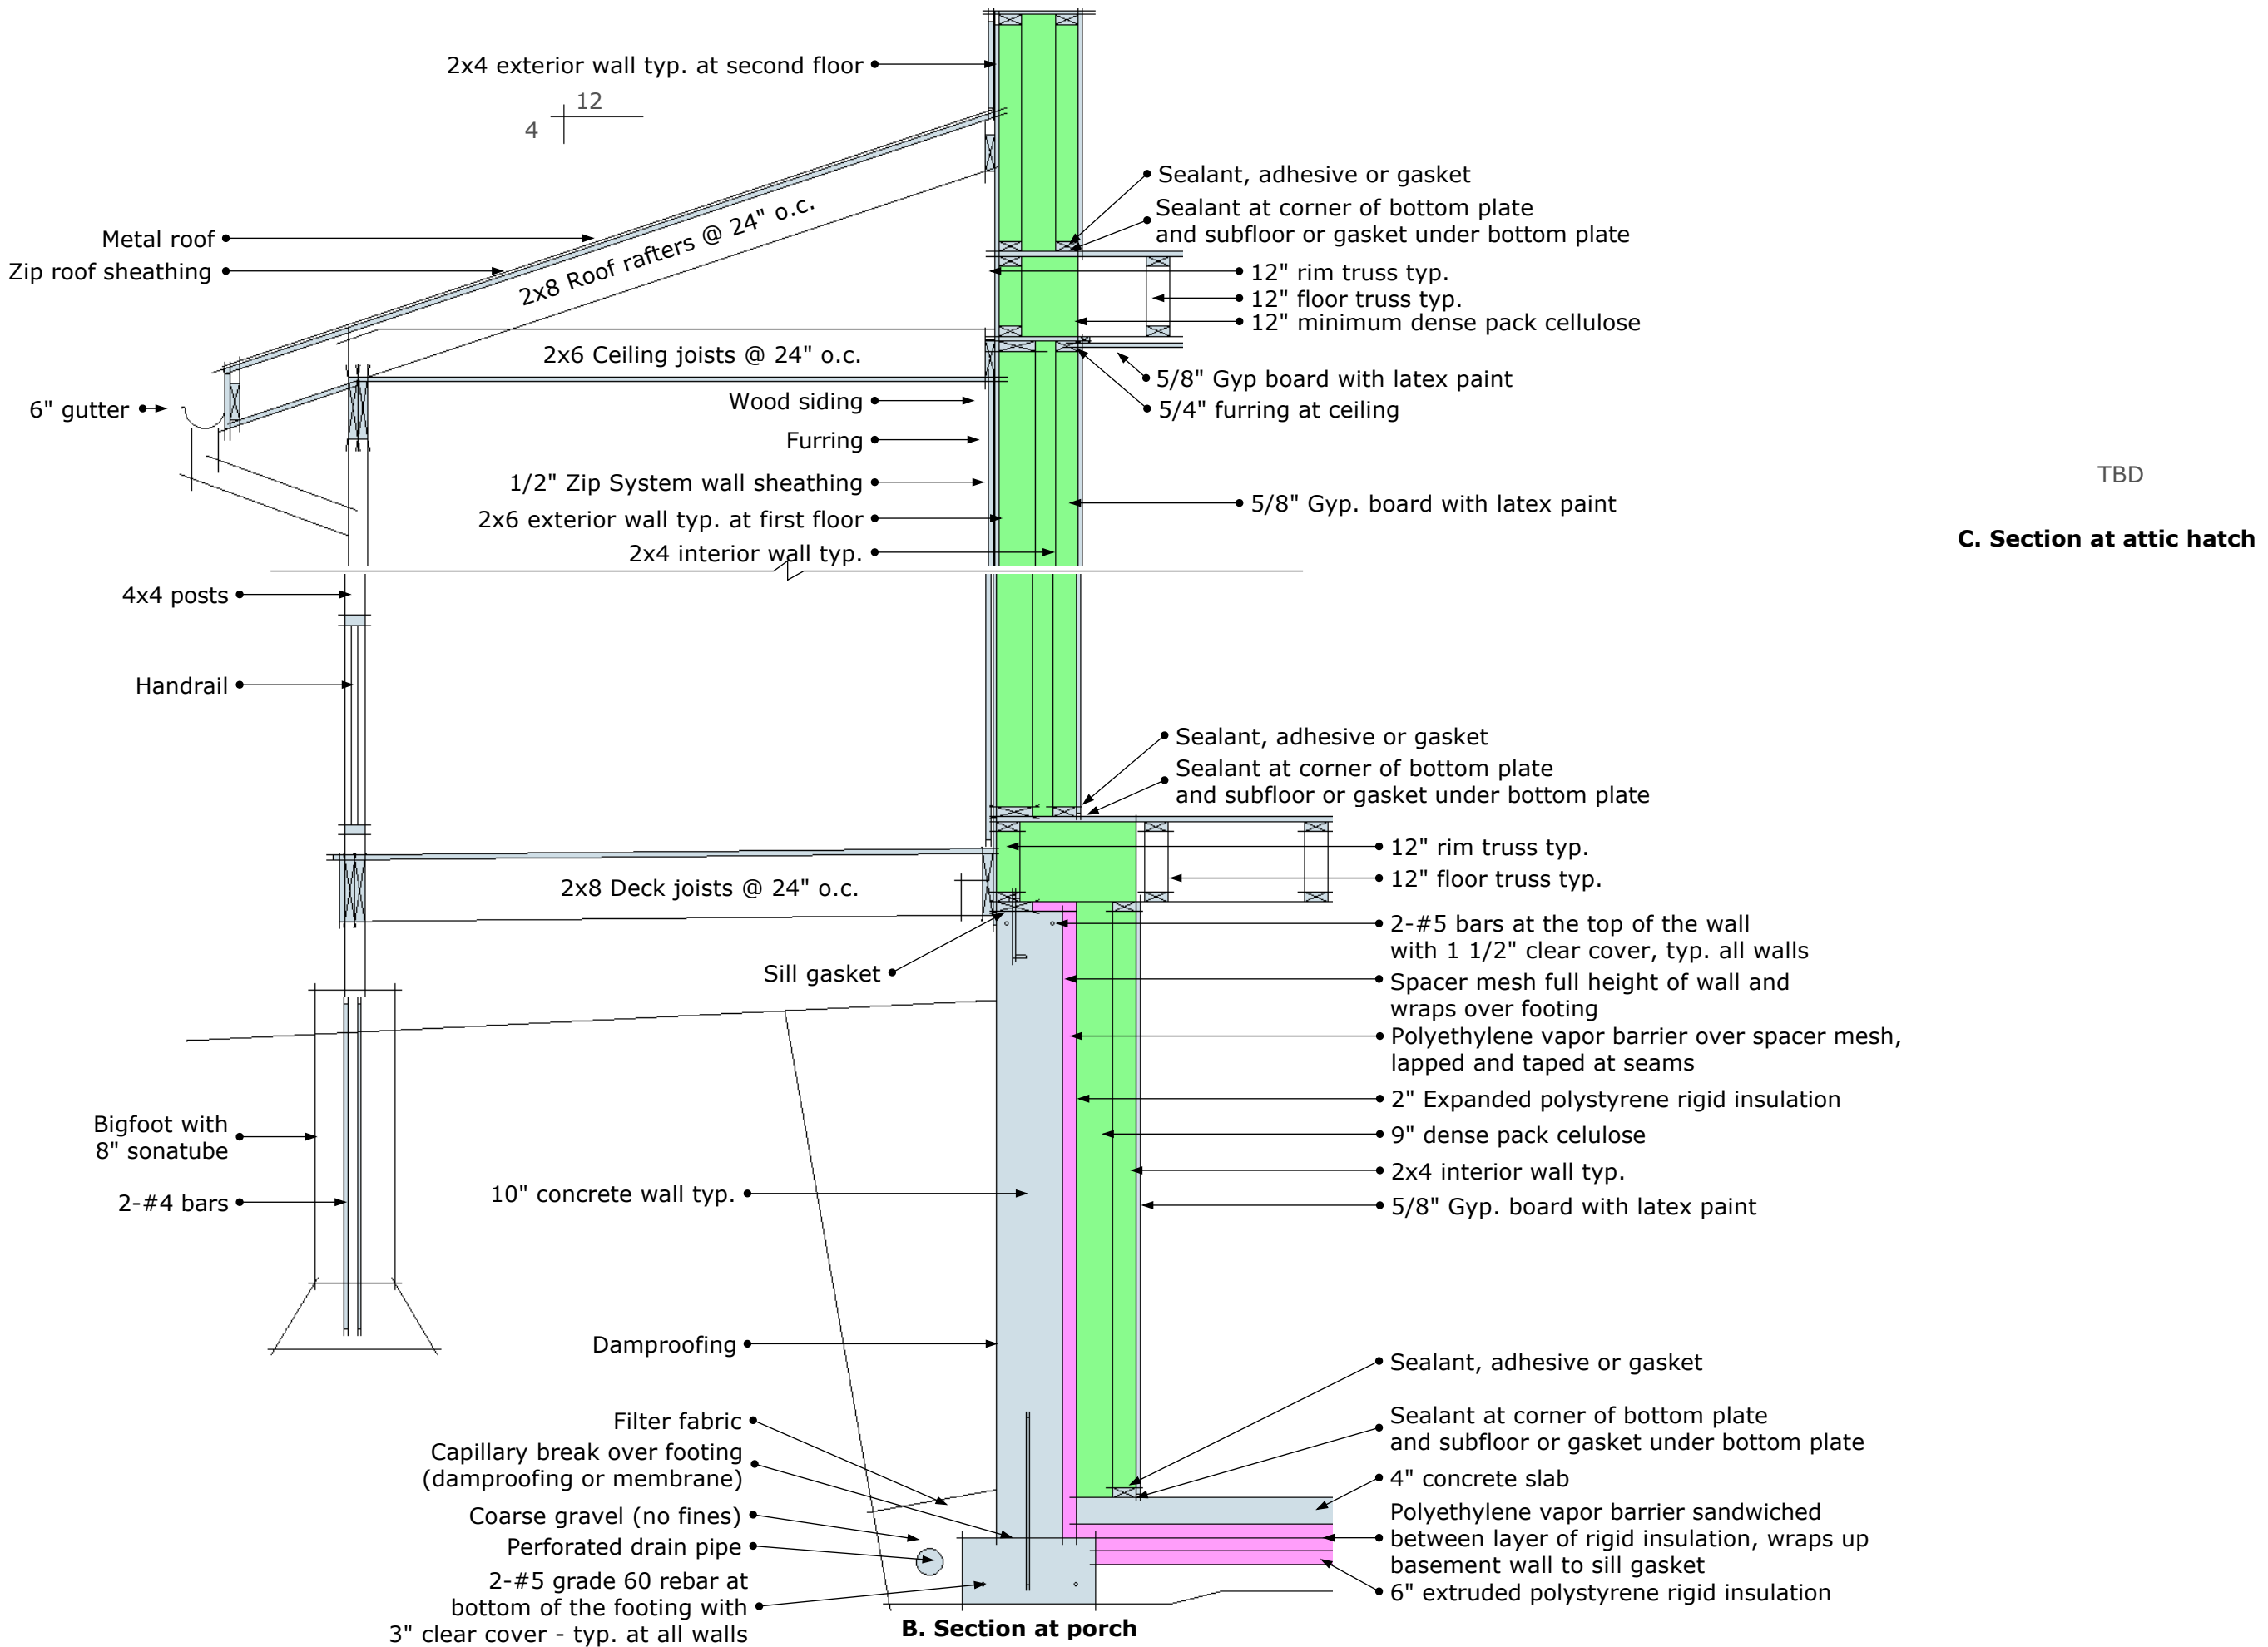 2x4 exterior wall typ. at second floor
12
4
Metal roof
Zip roof sheathing
2x8 Roof rafters @ 24" o.c.
2x6 Ceiling joists @ 24" o.c.
6" gutter
Wood siding
Furring
1/2" Zip System wall sheathing
2x6 exterior wall typ. at first floor
2x4 interior wall typ.
Sealant, adhesive or gasket
Sealant at corner of bottom plate
and subfloor or gasket under bottom plate
12" rim truss typ.
12" floor truss typ.
12" minimum dense pack cellulose
5/8" Gyp board with latex paint
5/4" furring at ceiling
5/8" Gyp. board with latex paint
TBD
C. Section at attic hatch
4x4 posts
Handrail
2x8 Deck joists @ 24" o.c.
Sill gasket
Bigfoot with
8" sonatube
2-#4 bars
10" concrete wall typ.
Damproofing
Filter fabric
Capillary break over footing
(damproofing or membrane)
Coarse gravel (no fines)
Perforated drain pipe
2-#5 grade 60 rebar at
bottom of the footing with
3" clear cover - typ. at all walls
Sealant, adhesive or gasket
Sealant at corner of bottom plate
and subfloor or gasket under bottom plate
12" rim truss typ.
12" floor truss typ.
2-#5 bars at the top of the wall
with 1 1/2" clear cover, typ. all walls
Spacer mesh full height of wall and
wraps over footing
Polyethylene vapor barrier over spacer mesh,
lapped and taped at seams
2" Expanded polystyrene rigid insulation
9" dense pack celulose
2x4 interior wall typ.
5/8" Gyp. board with latex paint
Sealant, adhesive or gasket
Sealant at corner of bottom plate
and subfloor or gasket under bottom plate
4" concrete slab
Polyethylene vapor barrier sandwiched
between layer of rigid insulation, wraps up
basement wall to sill gasket
6" extruded polystyrene rigid insulation
B. Section at porch